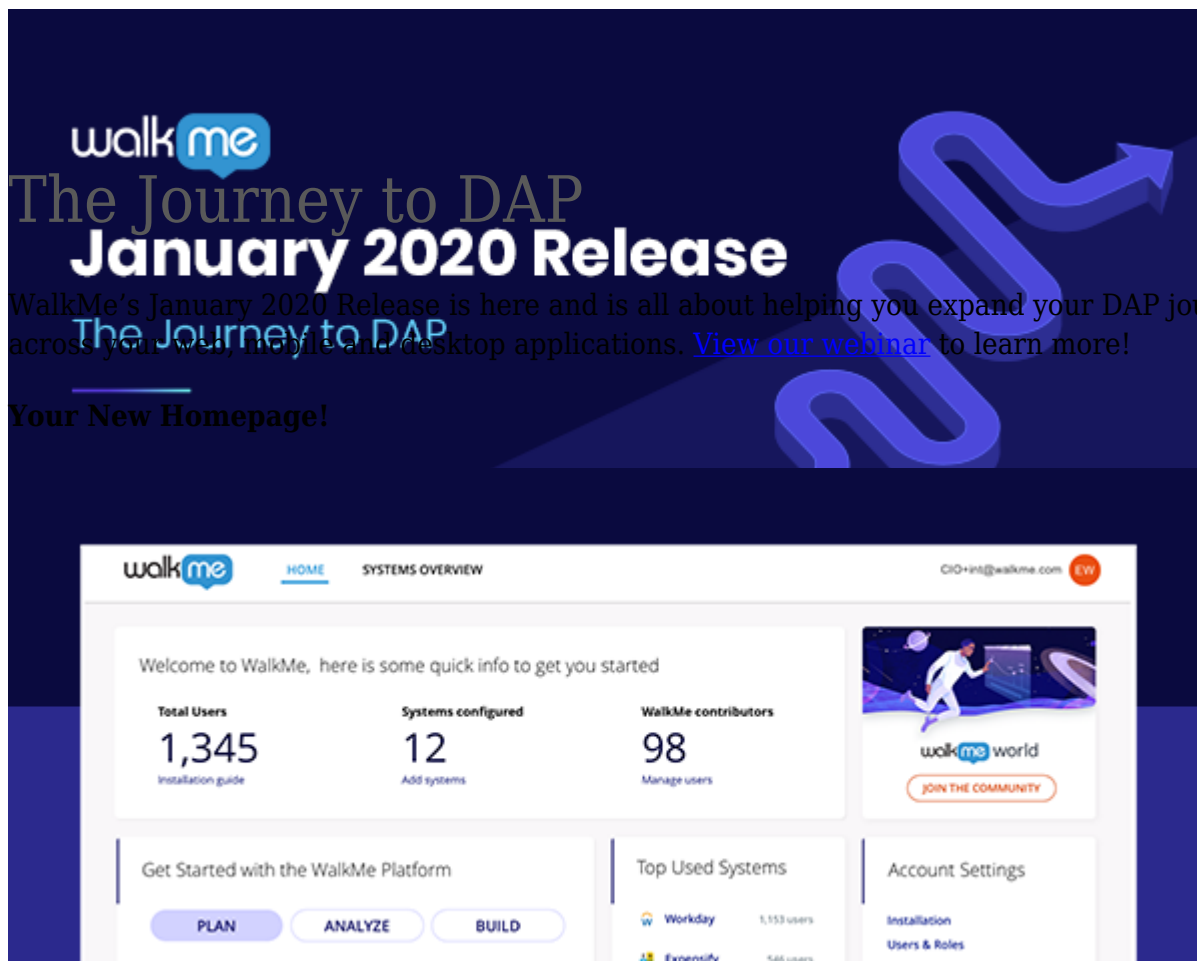 walkme
The Journey to DAP
January 2020 Release
WalkMe's January 2020 Release is here and is all about helping you expand your DAP jou
The Journey to DAP
across your web, mobile and desktop applications. View our webinar to learn more!
Your New Homepage!
walkme HOME SYSTEMS OVERVIEW CIO+int@walkme.com EW
Welcome to WalkMe, here is some quick info to get you started
Total Users Systems configured WalkMe contributors
1,345 12 98
Installation guide Add systems Manage users
walkme world
JOIN THE COMMUNITY
Get Started with the WalkMe Platform
PLAN ANALYZE BUILD
Top Used Systems
Workday 1,153 users
Expensify 546 users
Account Settings
Installation
Users & Roles